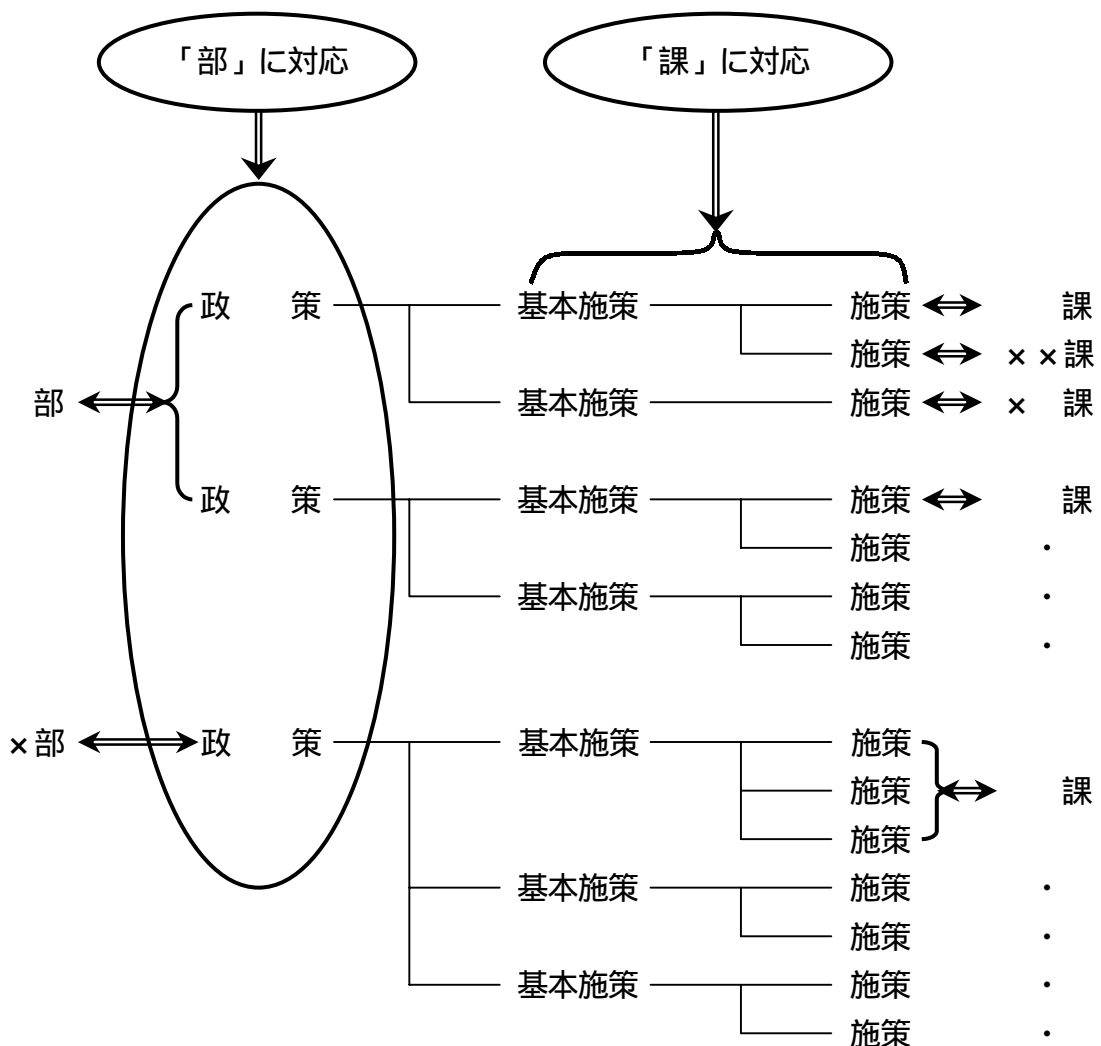 「部」に対応 「課」に対応
政 策 基本施策 施策 課
施策 ××課
部 基本施策 施策 × 課
政 策 基本施策 施策 課
施策 ・
基本施策 施策 ・
施策 ・
×部 政 策 基本施策 施策
施策 課
施策
基本施策 施策 ・
施策 ・
基本施策 施策 ・
施策 ・